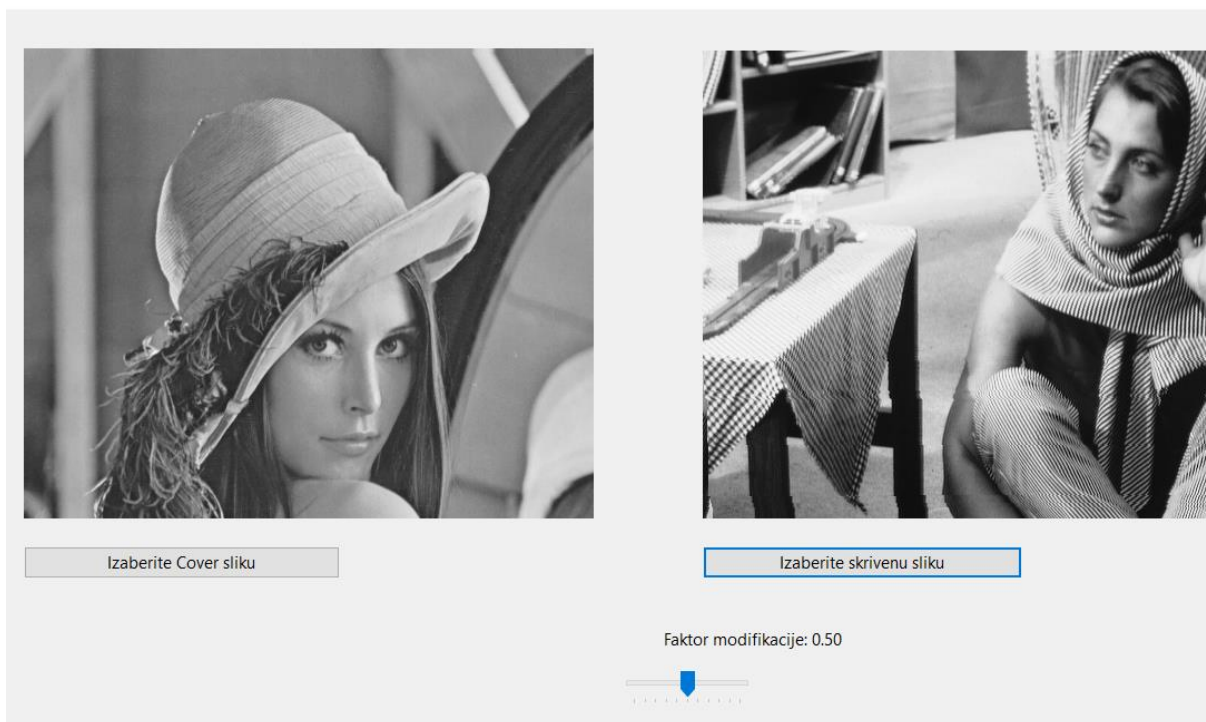 Izaberite Cover sliku
Izaberite skrivenu sliku
Faktor modifikacije: 0.50